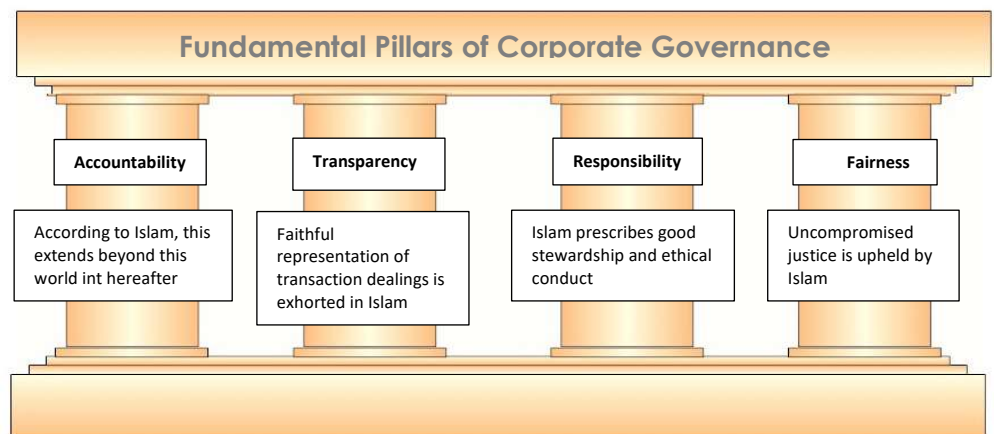 Fundamental Pillars of Corporate Governance
Accountability
Transparency
Responsibility
Fairness
According to Islam, this
extends beyond this
world int hereafter
Faithful
representation of
transaction dealings is
exhorted in Islam
Islam prescribes good
stewardship and ethical
conduct
Uncompromised
justice is upheld by
Islam